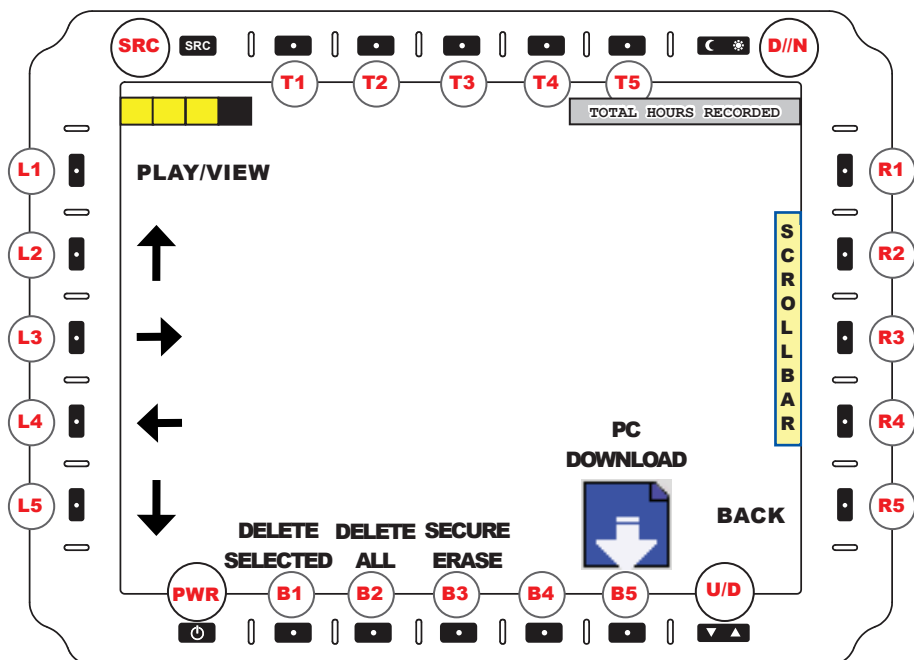 SRC SRC D//N
T1 T2 T3 T4 T5
TOTAL HOURS RECORDED
L1 PLAY/VIEW R1
L2 R2
L3 R3
L4 R4
SCROLLBAR
PC
DOWNLOAD
L5 BACK R5
DELETE DELETE SECURE
SELECTED ALL ERASE
PWR B1 B2 B3 B4 B5 U/D